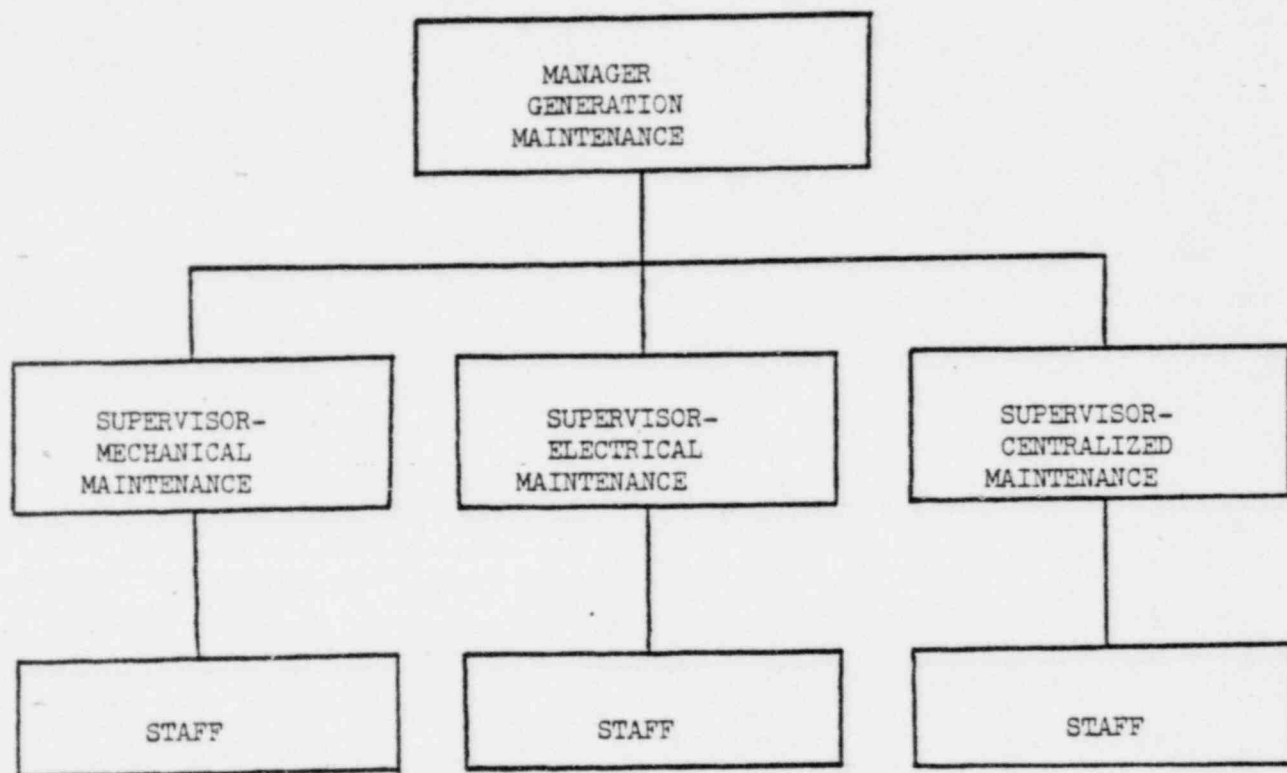 MANAGER
GENERATION
MAINTENANCE
SUPERVISOR-
MECHANICAL
MAINTENANCE
SUPERVISOR-
ELECTRICAL
MAINTENANCE
SUPERVISOR-
CENTRALIZED
MAINTENANCE
STAFF
STAFF
STAFF